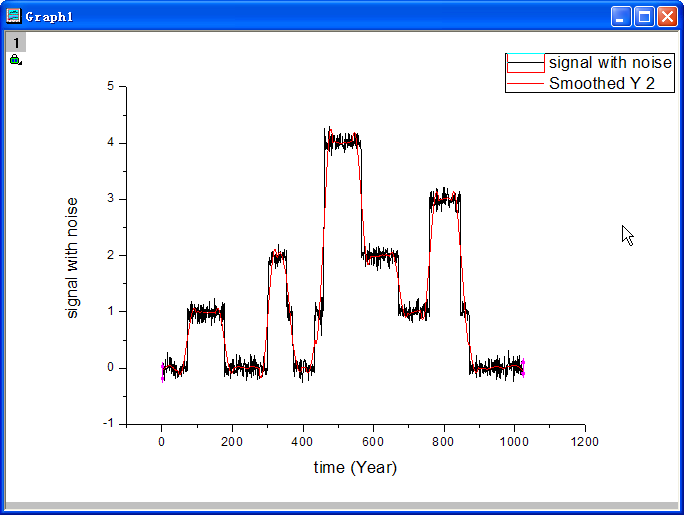 Graph1
1
signal with noise
Smoothed Y 2
5
4
3
2
1
0
-1
signal with noise
0 200 400 600 800 1000 1200
time (Year)